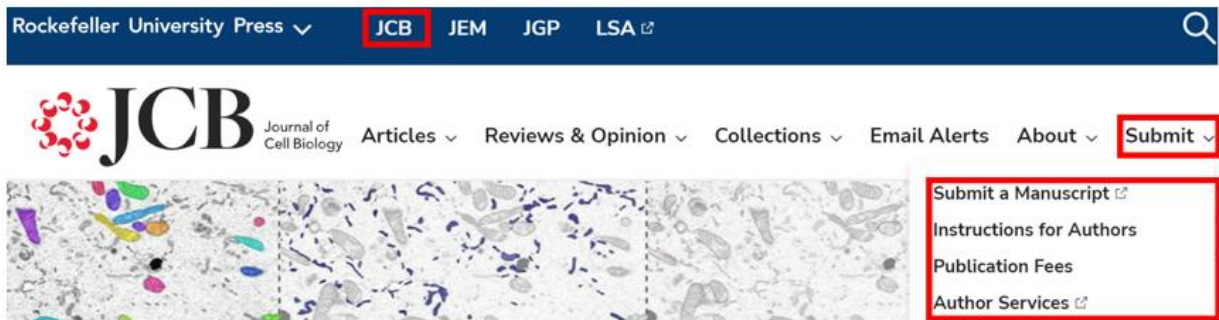 Rockefeller University Press JCB JEM JGP LSA
JCB Journal of Cell Biology Articles Reviews & Opinion Collections Email Alerts About Submit
Submit a Manuscript
Instructions for Authors
Publication Fees
Author Services